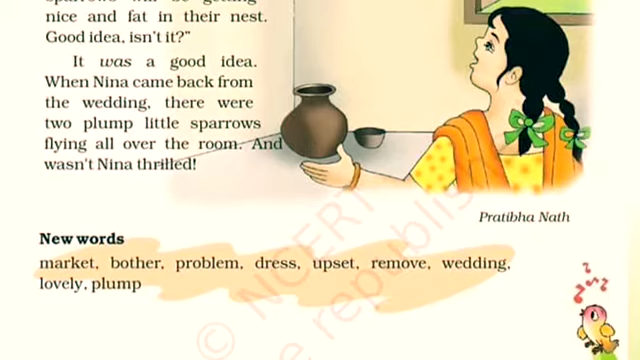 nice and fat in their nest.
Good idea, isn't it?"
It was a good idea.
When Nina came back from
the wedding, there were
two plump little sparrows
flying all over the room. And
wasn't Nina thrilled!
Pratibha Nath
New words
market, bother, problem, dress, upset, remove, wedding,
lovely, plump
© NCERT
republis